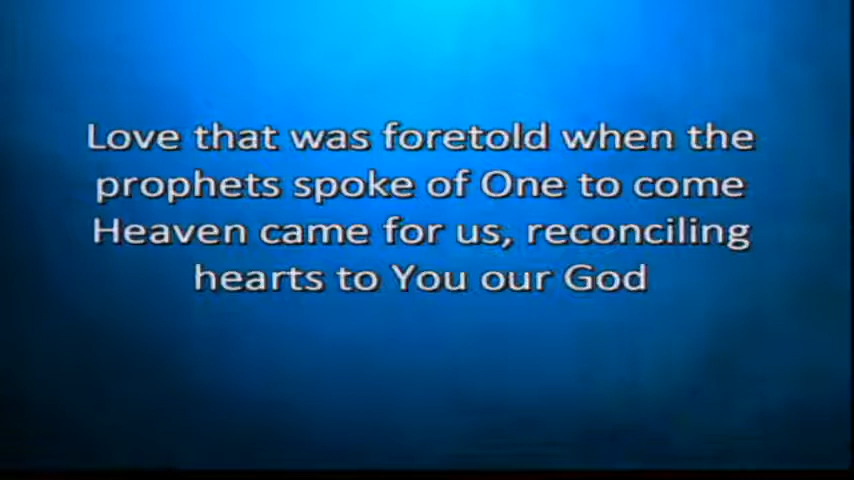 Love that was foretold when the
prophets spoke of One to come
Heaven came for us, reconciling
hearts to You our God